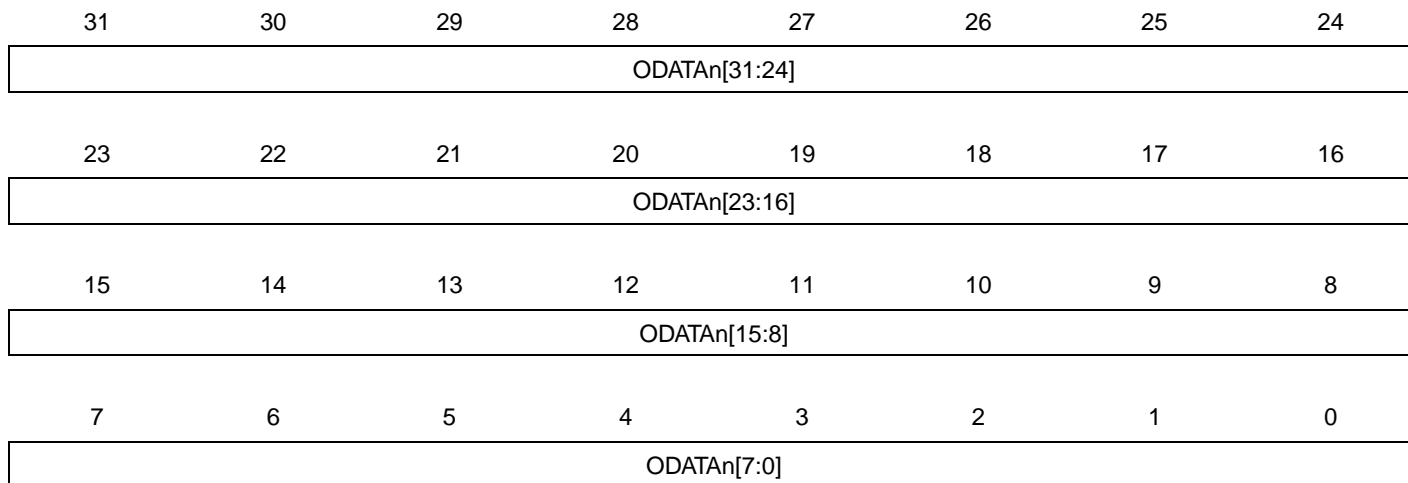 31 30 29 28 27 26 25 24
ODATAn[31:24]
23 22 21 20 19 18 17 16
ODATAn[23:16]
15 14 13 12 11 10 9 8
ODATAn[15:8]
7 6 5 4 3 2 1 0
ODATAn[7:0]